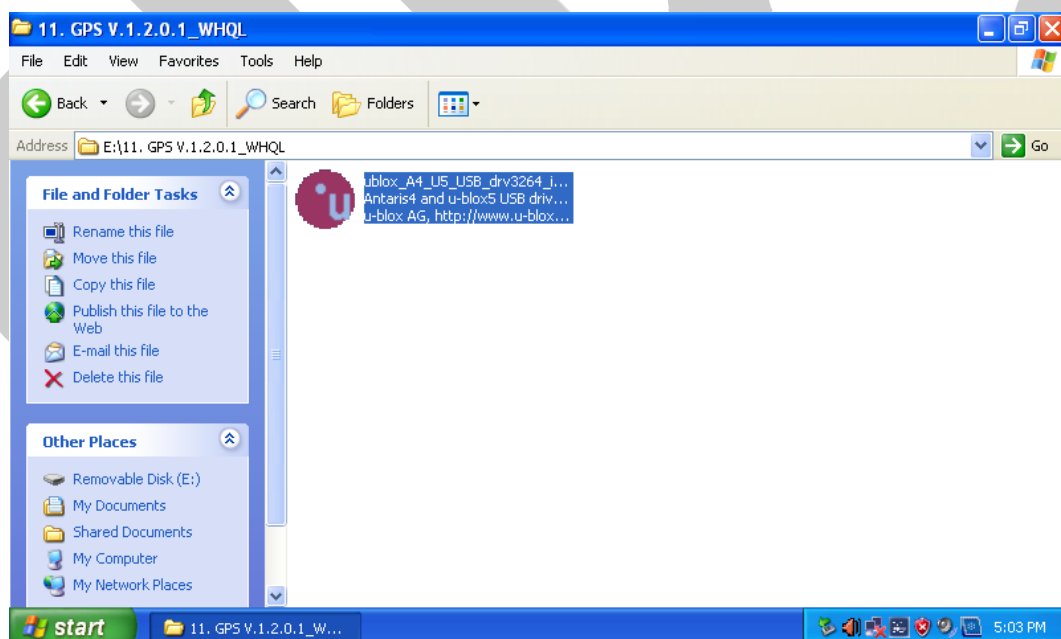 11. GPS V.1.2.0.1_WHQL
File Edit View Favorites Tools Help
Back Search Folders
Address E:\11. GPS V.1.2.0.1_WHQL Go
File and Folder Tasks
Rename this file
Move this file
Copy this file
Publish this file to the
Web
E-mail this file
Delete this file
Other Places
Removable Disk (E:)
My Documents
Shared Documents
My Computer
My Network Places
ublox_A4_U5_USB_drv3264_i...
Antaris4 and u-blox5 USB driv...
u-blox AG, http://www.u-blox...
start 11. GPS V.1.2.0.1_W... 5:03 PM